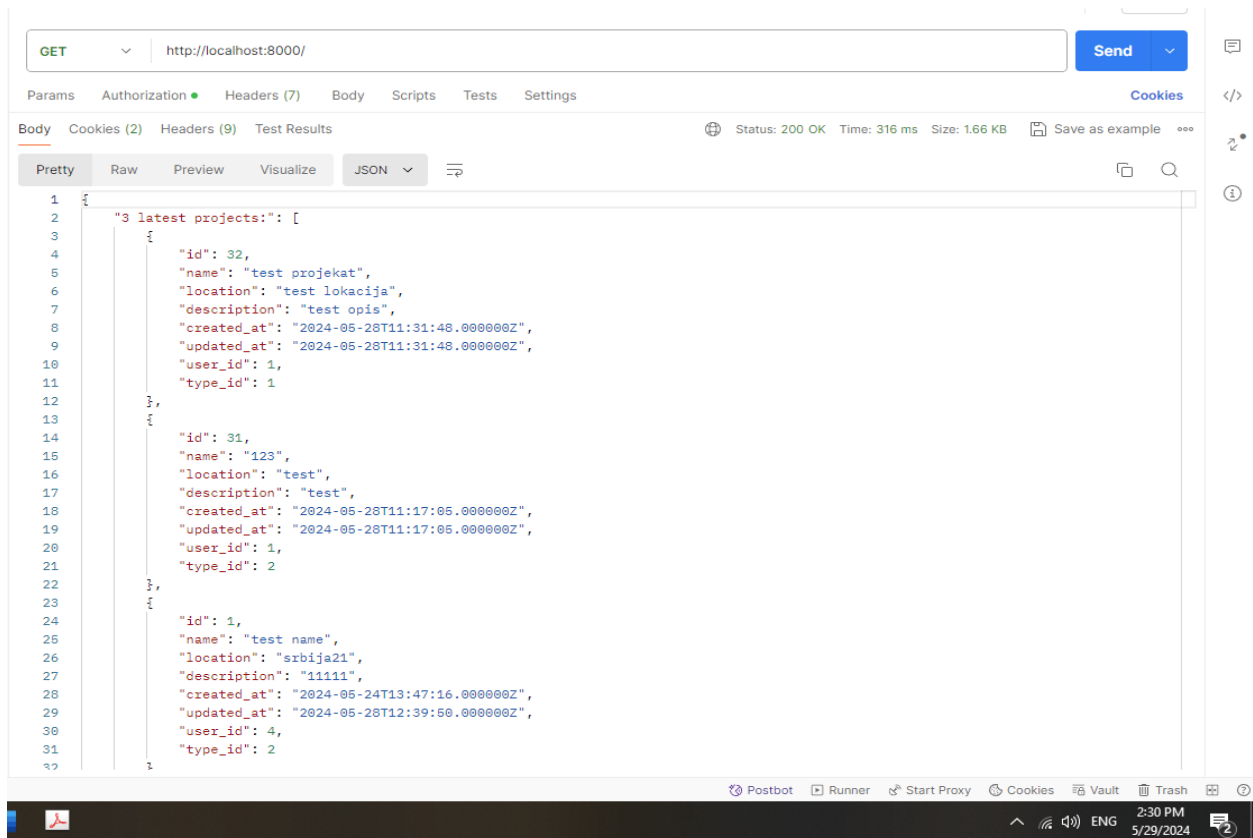 GET http://localhost:8000/ Send
Params Authorization Headers (7) Body Scripts Tests Settings Cookies
Body Cookies (2) Headers (9) Test Results Status: 200 OK Time: 316 ms Size: 1.66 KB Save as example
Pretty Raw Preview Visualize JSON
1 {
2 "3 latest projects:": [
3 {
4 "id": 32,
5 "name": "test projekat",
6 "location": "test lokacija",
7 "description": "test opis",
8 "created_at": "2024-05-28T11:31:48.000000Z",
9 "updated_at": "2024-05-28T11:31:48.000000Z",
10 "user_id": 1,
11 "type_id": 1
12 },
13 {
14 "id": 31,
15 "name": "123",
16 "location": "test",
17 "description": "test",
18 "created_at": "2024-05-28T11:17:05.000000Z",
19 "updated_at": "2024-05-28T11:17:05.000000Z",
20 "user_id": 1,
21 "type_id": 2
22 },
23 {
24 "id": 1,
25 "name": "test name",
26 "location": "srbija21",
27 "description": "11111",
28 "created_at": "2024-05-24T13:47:16.000000Z",
29 "updated_at": "2024-05-28T12:39:50.000000Z",
30 "user_id": 4,
31 "type_id": 2
32 }
Postbot Runner Start Proxy Cookies Vault Trash
ENG 2:30 PM
5/29/2024 2